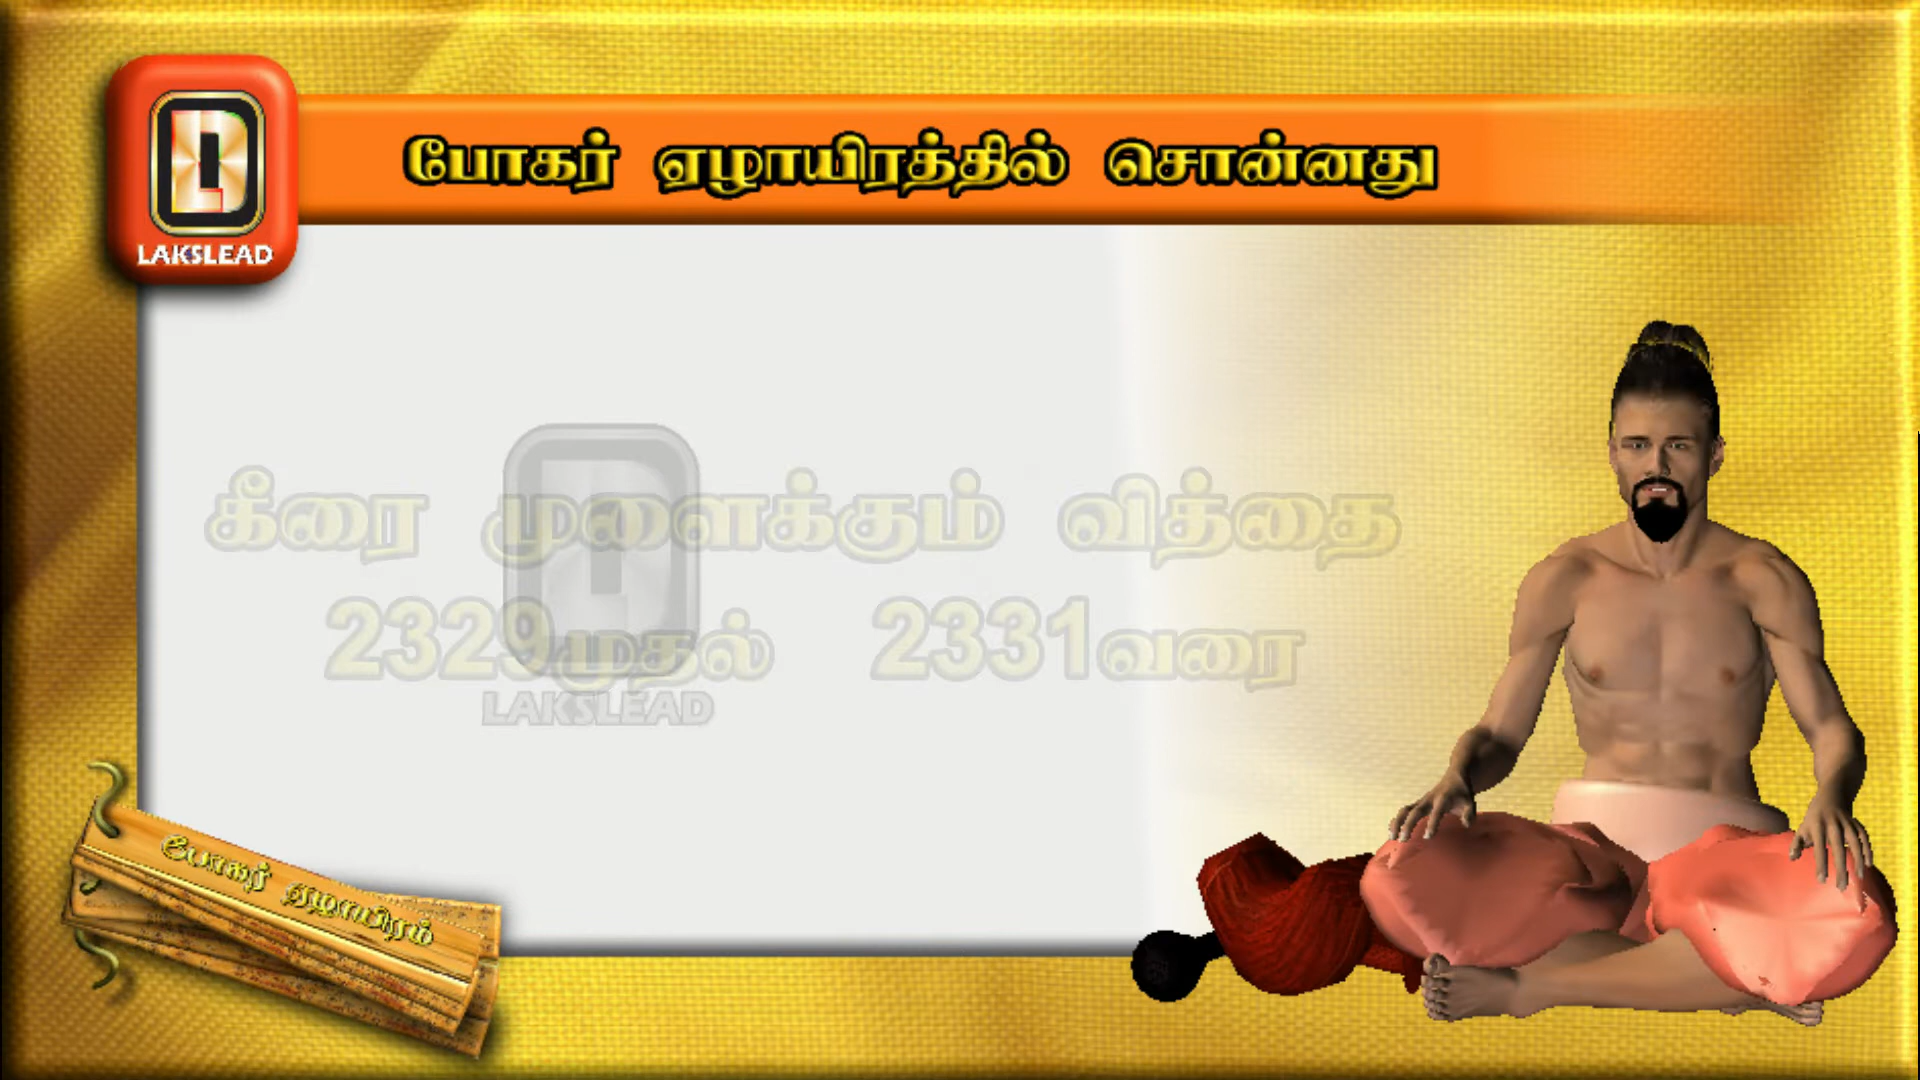 போகர் ஏழாயிரத்தில் சொன்னது
LAKSLEAD
கீரை முளைக்கும் வித்தை
2329முதல் 2331வரை
LAKSLEAD
போகர் ஏழாயிரம்